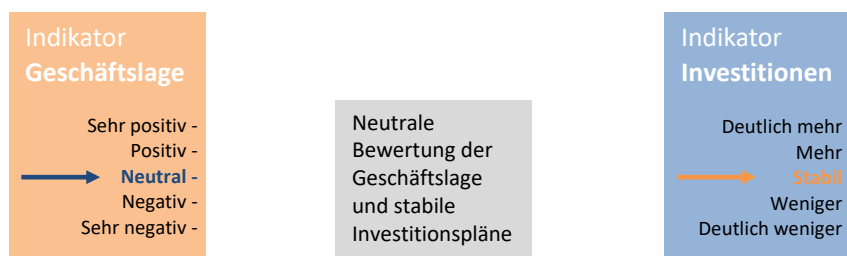 Indikator
Geschäftslage
Sehr positiv -
Positiv -
Neutral -
Negativ -
Sehr negativ -
Neutrale
Bewertung der
Geschäftslage
und stabile
Investitionspläne
Indikator
Investitionen
Deutlich mehr
Mehr
Stabil
Weniger
Deutlich weniger